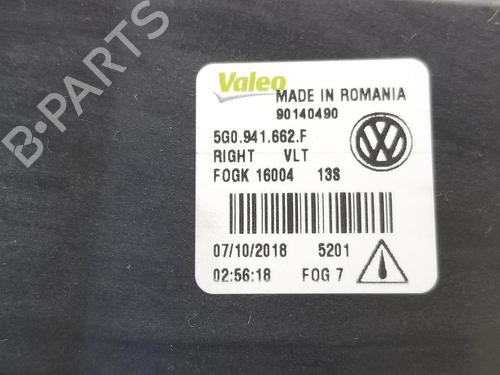 B-PARTS
Valeo
MADE IN ROMANIA
90140490
5G0.941.662.F
RIGHT VLT
FOGK 16004 13S
07/10/2018 5201
02:56:18 FOG 7